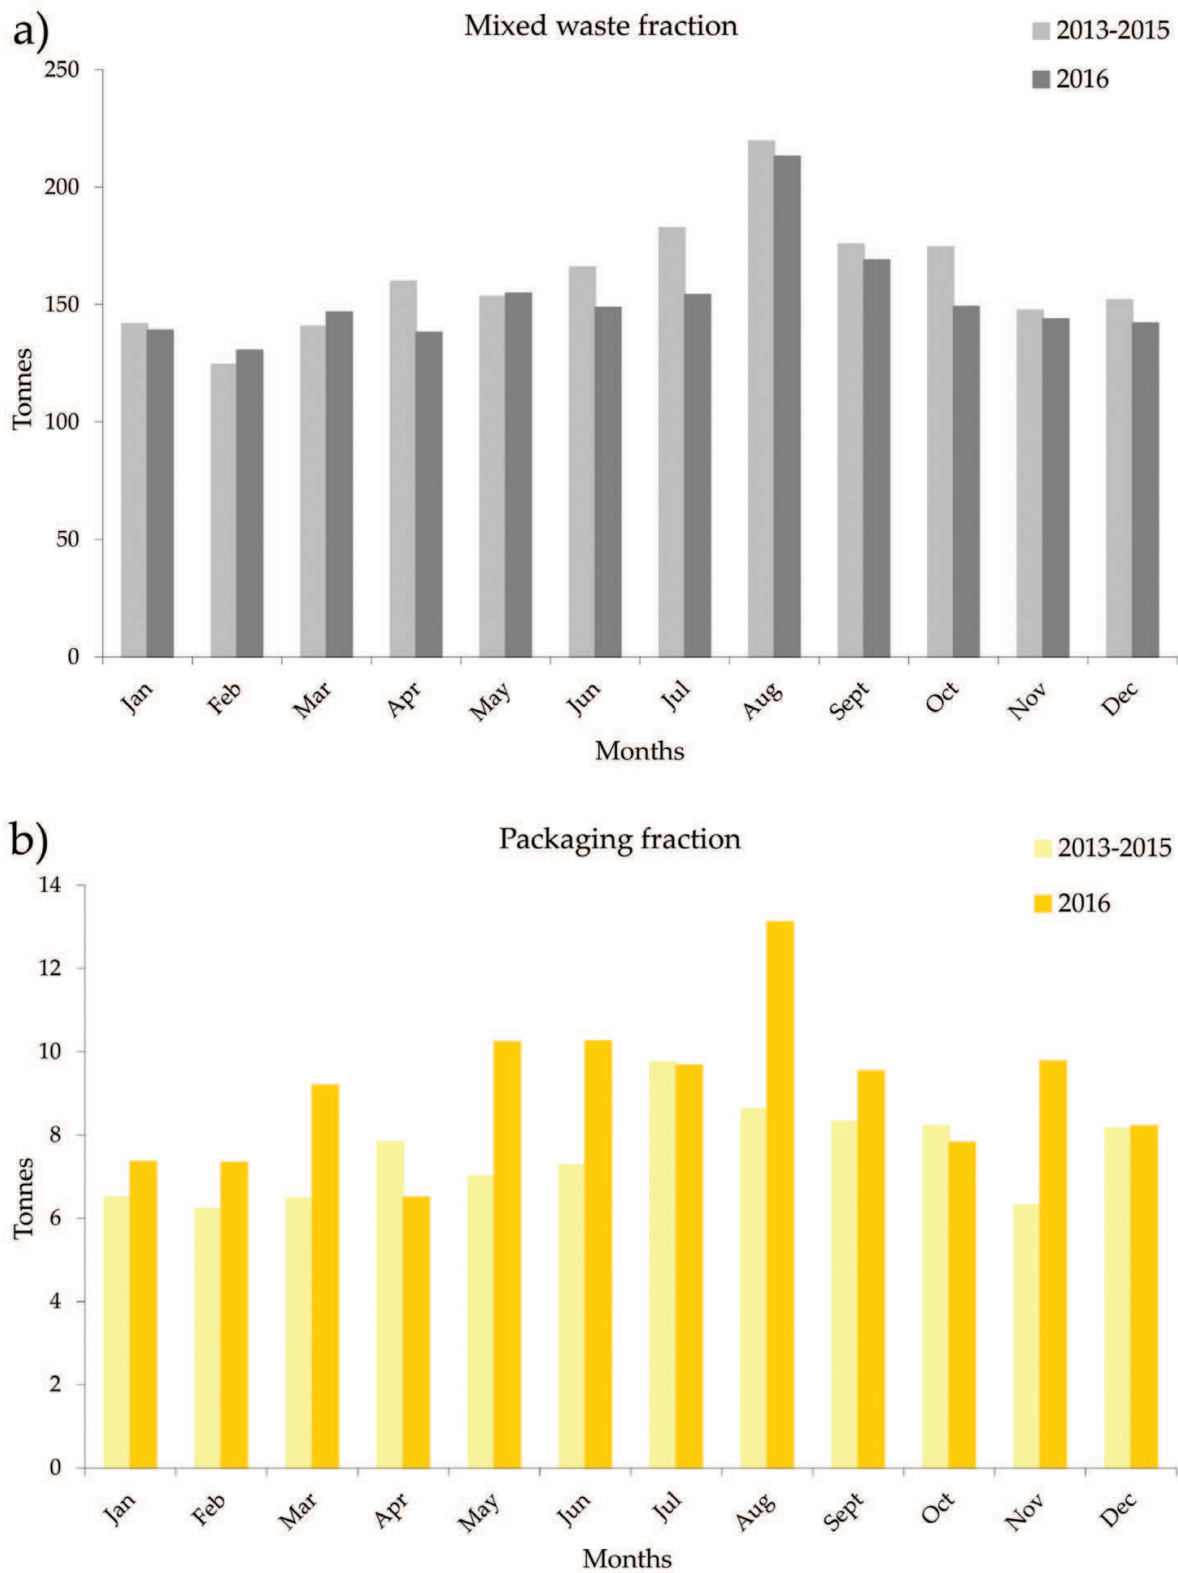 a)
Mixed waste fraction
2013-2015
2016
250
200
150
100
50
0
Tonnes
Jan Feb Mar Apr May Jun Jul Aug Sept Oct Nov Dec
Months
b)
Packaging fraction
2013-2015
2016
14
12
10
8
6
4
2
0
Tonnes
Jan Feb Mar Apr May Jun Jul Aug Sept Oct Nov Dec
Months